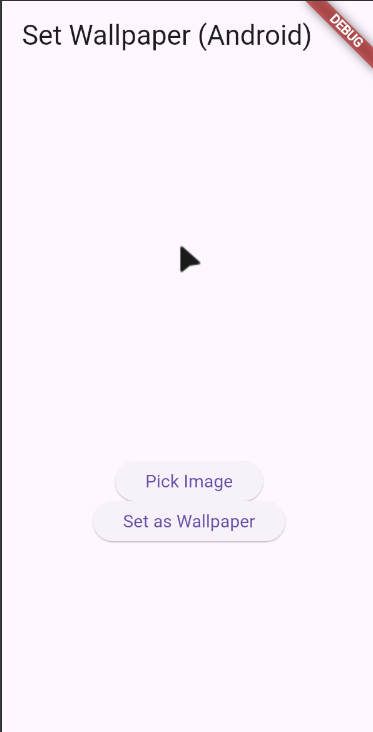 Set Wallpaper (Android)
DEBUG
Pick Image
Set as Wallpaper